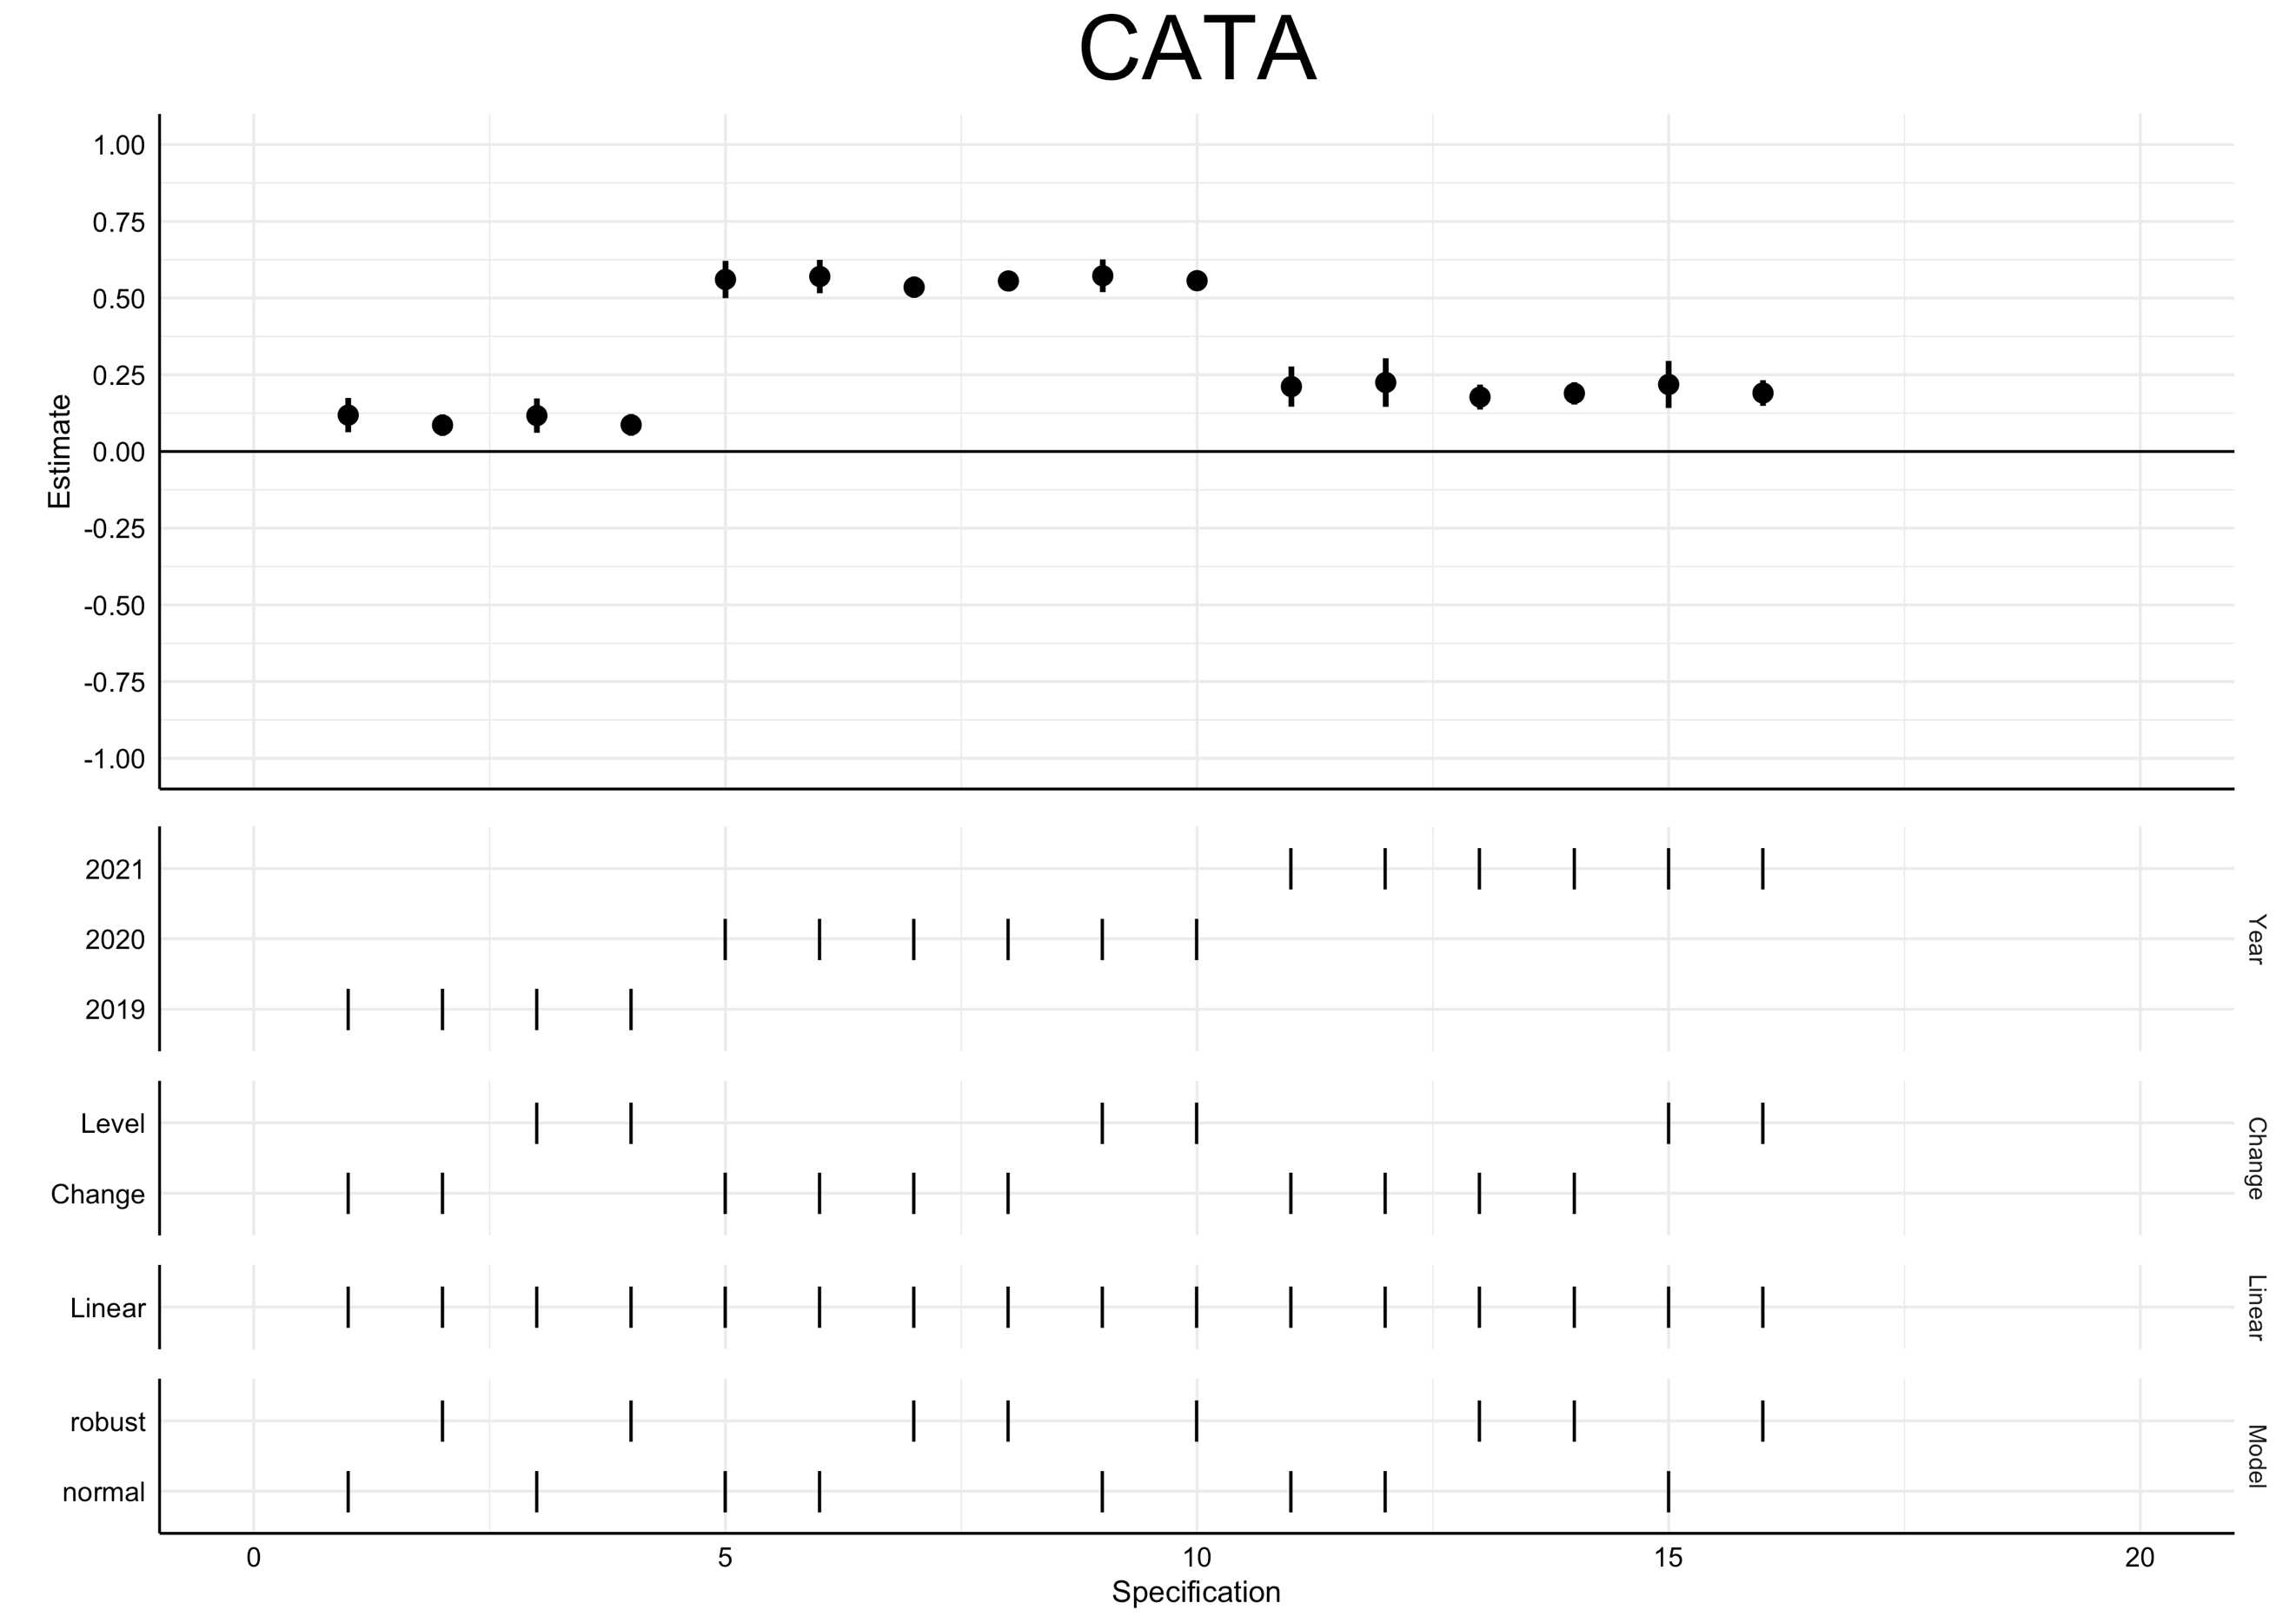 CATA
Estimate
1.00
0.75
0.50
0.25
0.00
-0.25
-0.50
-0.75
-1.00
2021
2020
2019
Year
Level
Change
Change
Linear
Linear
robust
normal
Model
0 5 10 15 20
Specification